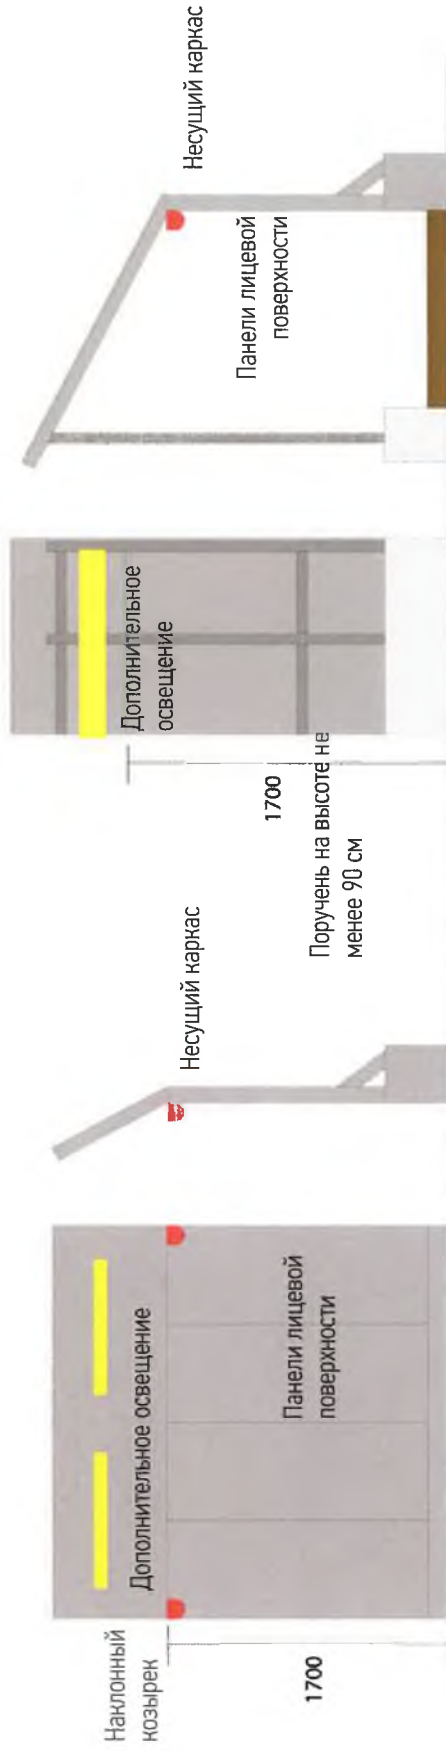 Наклонный
козырек
1700
Дополнительное освещение
Панели лицевой
поверхности
Несущий каркас
Поручень на высоте не
менее 90 см
1700
Дополнительное
освещение
Панели лицевой
поверхности
Несущий каркас